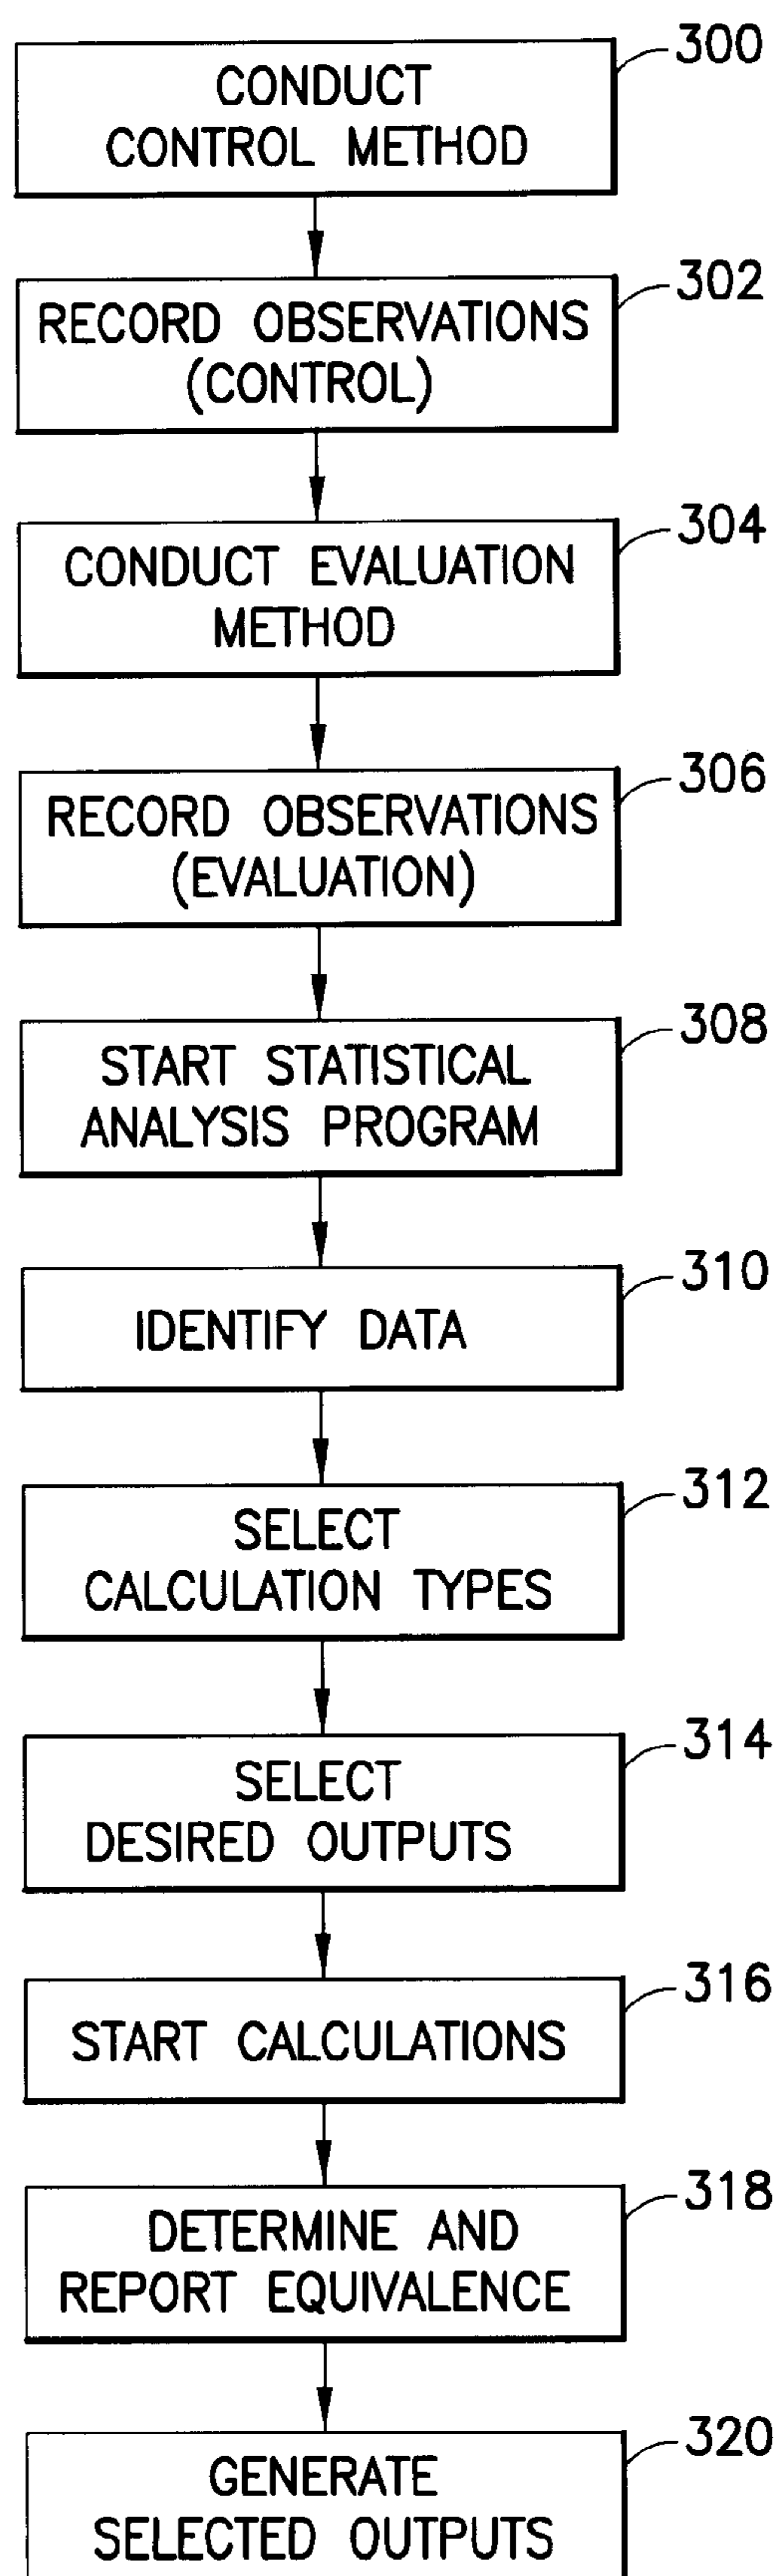 300
CONDUCT
CONTROL METHOD
302
RECORD OBSERVATIONS
(CONTROL)
304
CONDUCT EVALUATION
METHOD
306
RECORD OBSERVATIONS
(EVALUATION)
308
START STATISTICAL
ANALYSIS PROGRAM
310
IDENTIFY DATA
312
SELECT
CALCULATION TYPES
314
SELECT
DESIRED OUTPUTS
316
START CALCULATIONS
318
DETERMINE AND
REPORT EQUIVALENCE
320
GENERATE
SELECTED OUTPUTS